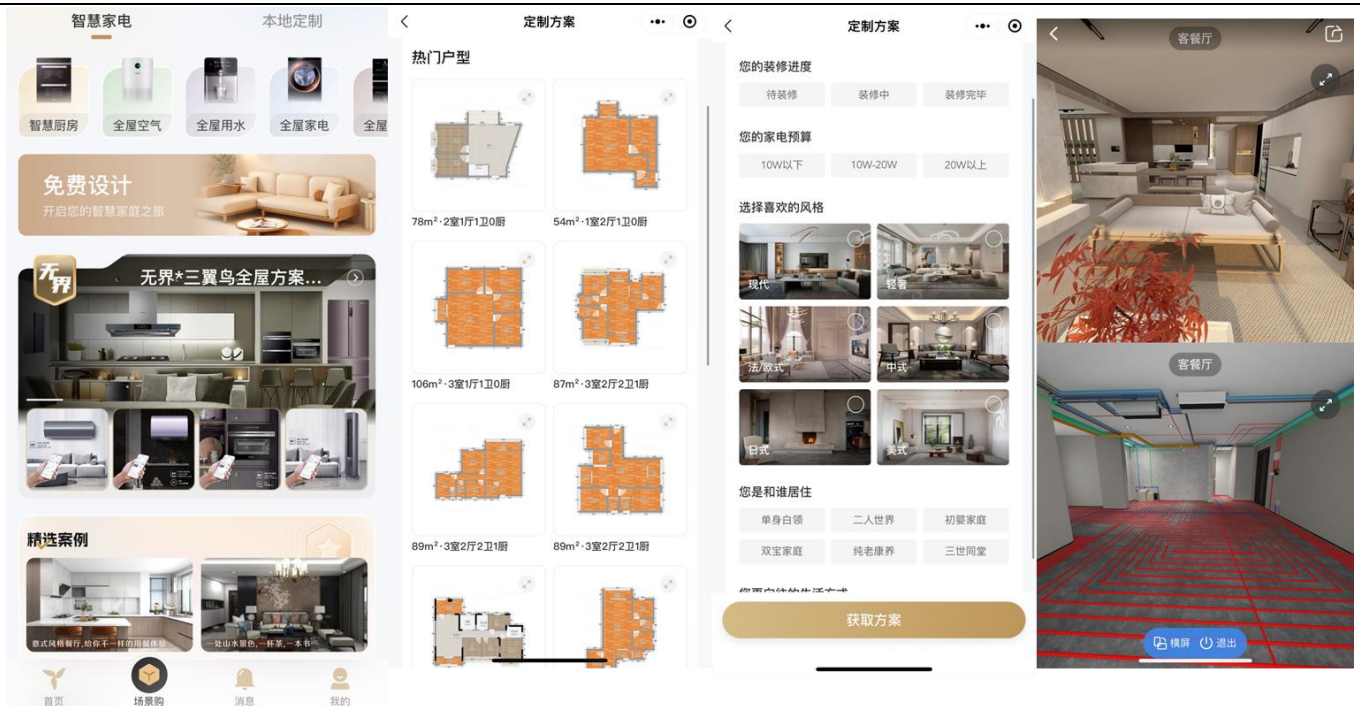 智慧家电
本地定制
智慧厨房
全屋空气
全屋用水
全屋家电
全屋
免费设计
开启您的智慧家庭之旅
无界
无界*三翼鸟全屋方案...
精选案例
意式风格餐厅,给你不一样的用餐体验
一处山水景色,一杯茶,一本书
首页
场景购
消息
我的
定制方案
热门户型
78m²·2室1厅1卫0厨
54m²·1室2厅1卫0厨
106m²·3室1厅1卫0厨
87m²·3室2厅2卫1厨
89m²·3室2厅2卫1厨
89m²·3室2厅2卫1厨
定制方案
您的装修进度
待装修
装修中
装修完毕
您的家电预算
10W以下
10W-20W
20W以上
选择喜欢的风格
现代
轻奢
法/欧式
中式
日式
美式
您是和谁居住
单身白领
二人世界
初婴家庭
双宝家庭
纯老康养
三世同堂
您更向往的生活方式
获取方案
客餐厅
客餐厅
横屏
退出